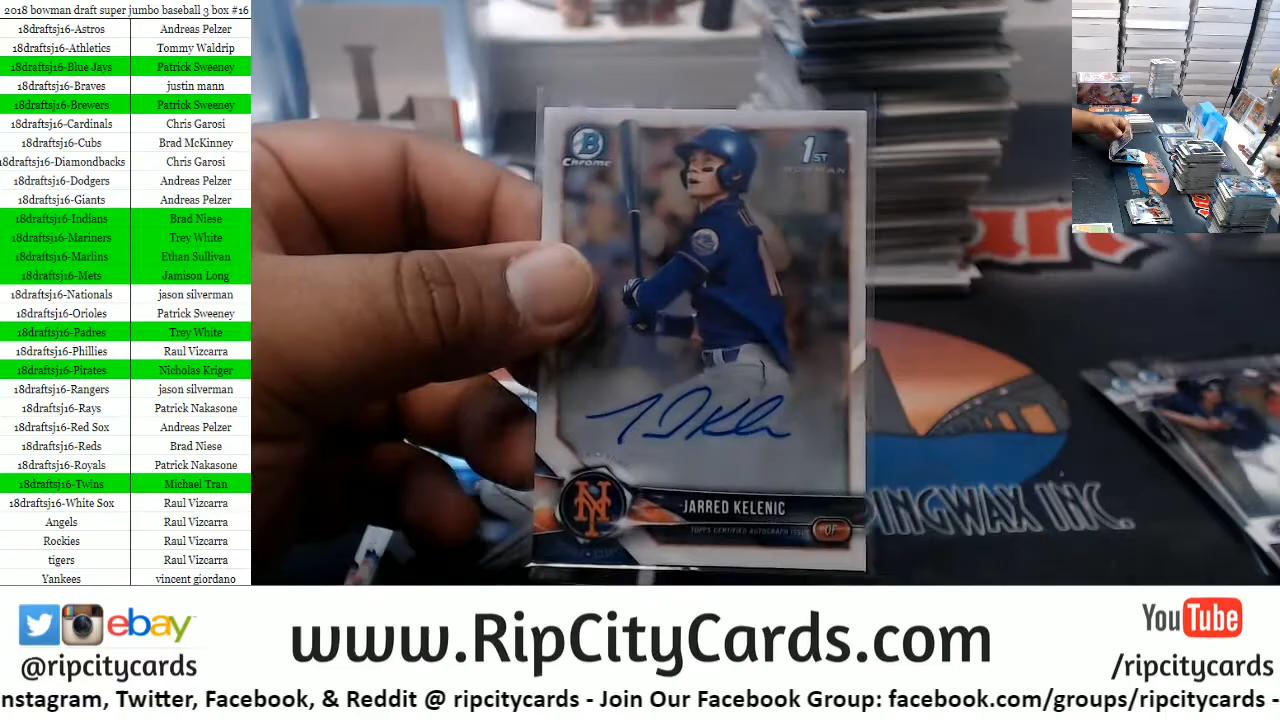 2018 bowman draft super jumbo baseball 3 box #16
18draftsj16-Astros Andreas Pelzer
18draftsj16-Athletics Tommy Waldrip
18draftsj16-Blue Jays Patrick Sweeney
18draftsj16-Braves justin mann
18draftsj16-Brewers Patrick Sweeney
18draftsj16-Cardinals Chris Garosi
18draftsj16-Cubs Brad McKinney
18draftsj16-Diamondbacks Chris Garosi
18draftsj16-Dodgers Andreas Pelzer
18draftsj16-Giants Andreas Pelzer
18draftsj16-Indians Brad Niese
18draftsj16-Mariners Trey White
18draftsj16-Marlins Ethan Sullivan
18draftsj16-Mets Jamison Long
18draftsj16-Nationals jason silverman
18draftsj16-Orioles Patrick Sweeney
18draftsj16-Padres Trey White
18draftsj16-Phillies Raul Vizcarra
18draftsj16-Pirates Nicholas Kriger
18draftsj16-Rangers jason silverman
18draftsj16-Rays Patrick Nakasone
18draftsj16-Red Sox Andreas Pelzer
18draftsj16-Reds Brad Niese
18draftsj16-Royals Patrick Nakasone
18draftsj16-Twins Michael Tran
18draftsj16-White Sox Raul Vizcarra
Angels Raul Vizcarra
Rockies Raul Vizcarra
tigers Raul Vizcarra
Yankees vincent giordano
B
Chrome
1ST
BOWMAN
NY
JARRED KELENIC
TOPPS CERTIFIED AUTOGRAPH ISSUE
OF
PINGWAX INC.
ebay
@ripcitycards
www.RipCityCards.com
YouTube
/ripcitycards
nstagram, Twitter, Facebook, & Reddit @ ripcitycards - Join Our Facebook Group: facebook.com/groups/ripcitycards -